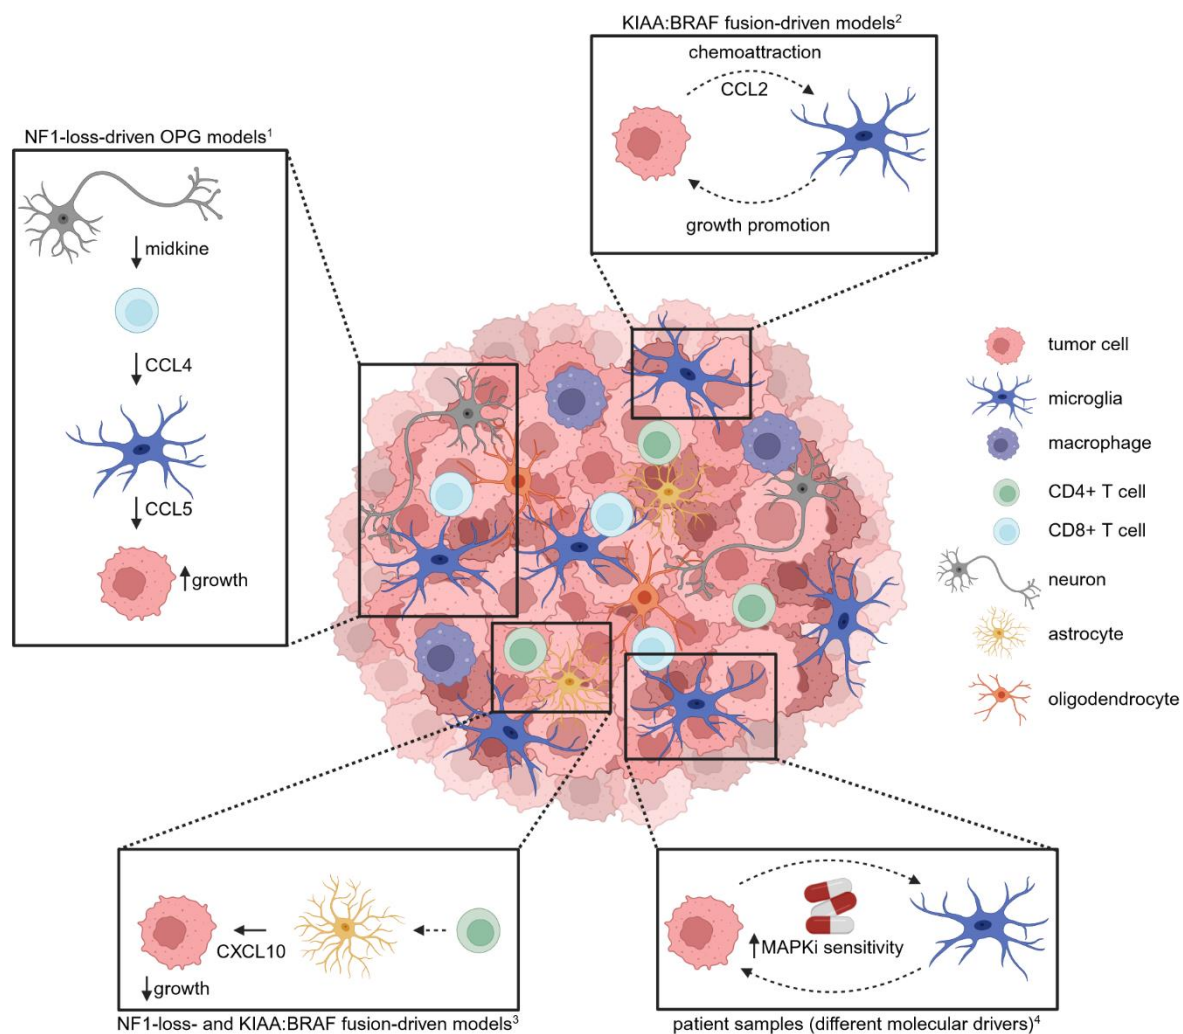 KIAA:BRAF fusion-driven models²
chemoattraction
CCL2
growth promotion
NF1-loss-driven OPG models¹
midkine
CCL4
CCL5
growth
tumor cell
microglia
macrophage
CD4+ T cell
CD8+ T cell
neuron
astrocyte
oligodendrocyte
CXCL10
growth
NF1-loss- and KIAA:BRAF fusion-driven models³
MAPKi sensitivity
patient samples (different molecular drivers)⁴